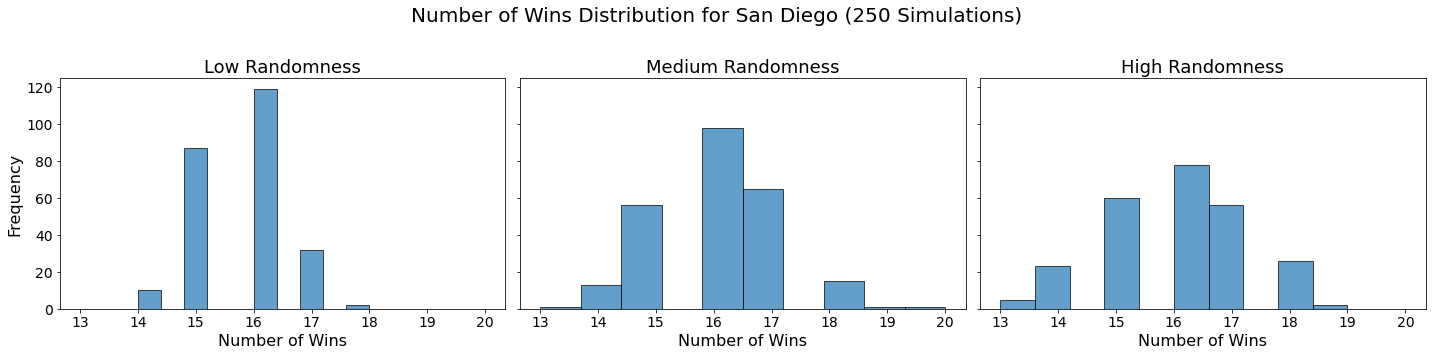 Number of Wins Distribution for San Diego (250 Simulations)
Low Randomness
Medium Randomness
High Randomness
Frequency
120
100
80
60
40
20
0
13 14 15 16 17 18 19 20
13 14 15 16 17 18 19 20
13 14 15 16 17 18 19 20
Number of Wins
Number of Wins
Number of Wins